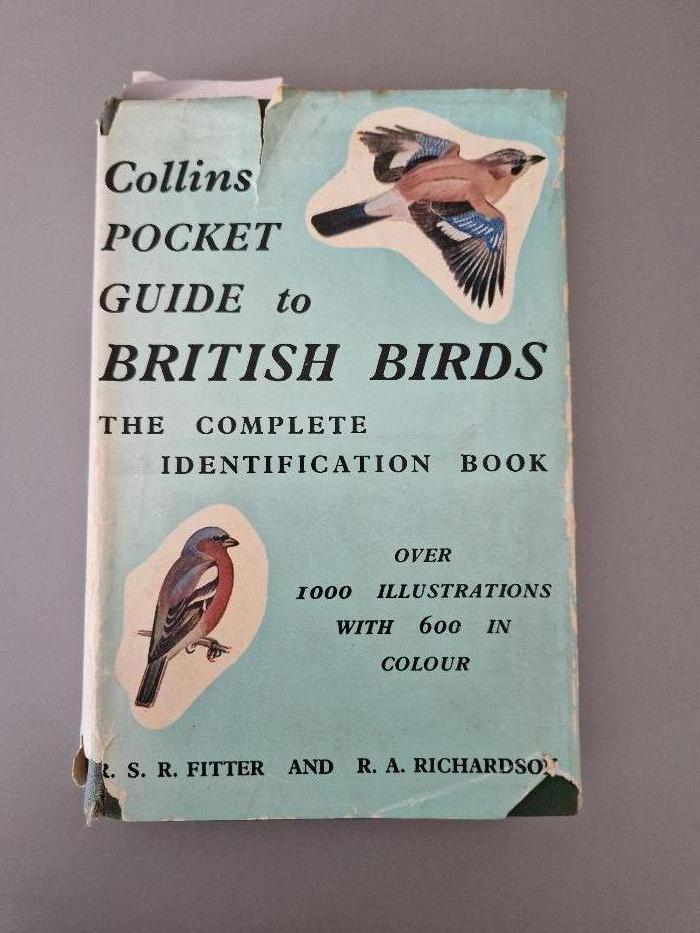 Collins
POCKET
GUIDE to
BRITISH BIRDS
THE COMPLETE
IDENTIFICATION BOOK
OVER
1000 ILLUSTRATIONS
WITH 600 IN
COLOUR
R. S. R. FITTER AND R. A. RICHARDSON